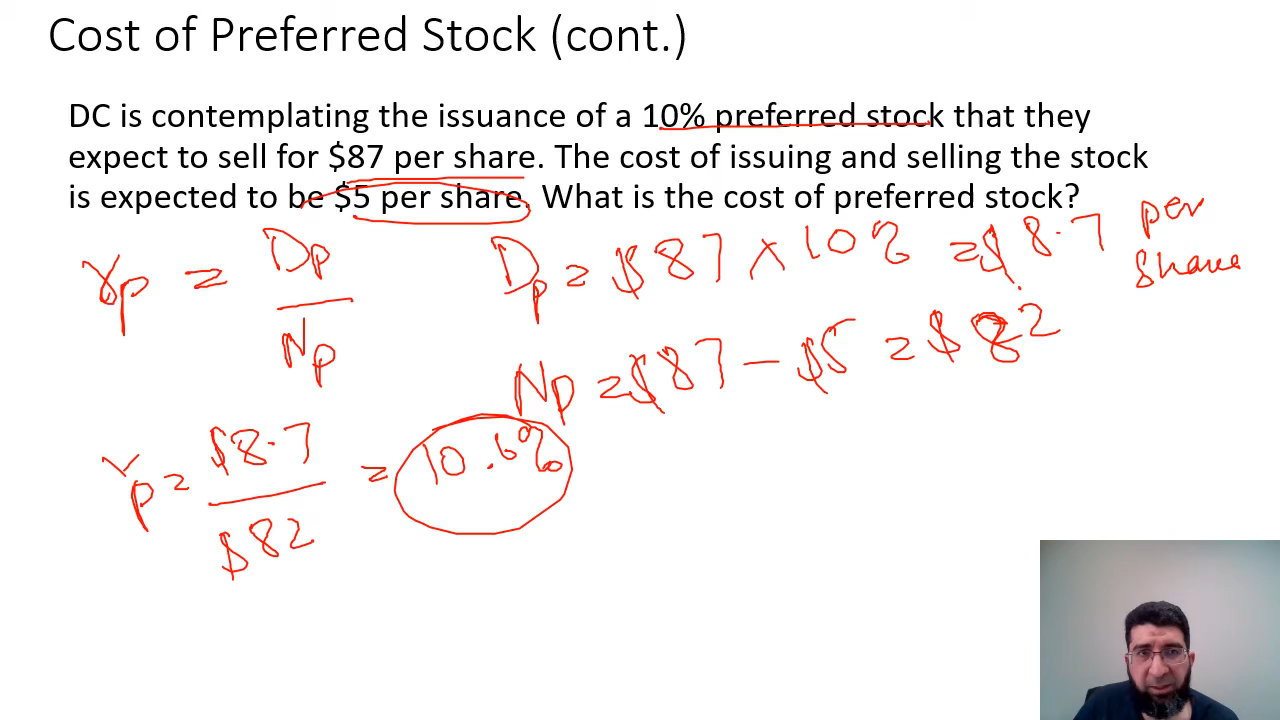 Cost of Preferred Stock (cont.)
DC is contemplating the issuance of a 10% preferred stock that they
expect to sell for $87 per share. The cost of issuing and selling the stock
is expected to be $5 per share. What is the cost of preferred stock?
rp = Dp / Np
Dp = $87 × 10% = $8.7 per share
Np = $87 - $5 = $82
rp = $8.7 / $82 = 10.6%